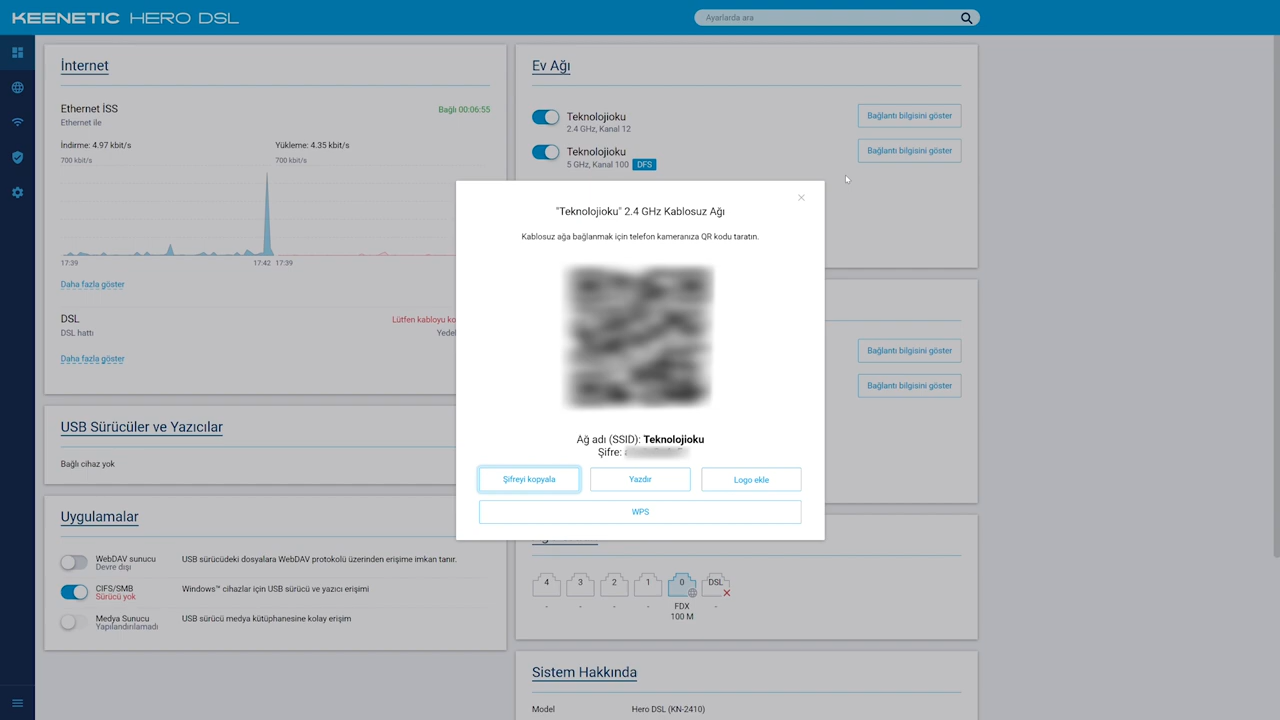 KEENETIC HERO DSL
Ayarlarda ara
İnternet
Ethernet İSS
Bağlı 00:06:55
Ethernet ile
İndirme: 4.97 kbit/s
Yükleme: 4.35 kbit/s
700 kbit/s
700 kbit/s
17:39
17:42
17:39
Daha fazla göster
DSL
Lütfen kabloyu ko
DSL hattı
Yedek
Daha fazla göster
USB Sürücüler ve Yazıcılar
Bağlı cihaz yok
Uygulamalar
WebDAV sunucu
Devre dışı
USB sürücüdeki dosyalara WebDAV protokolü üzerinden erişime imkan tanır.
CIFS/SMB
Sürücü yok
Windows™ cihazlar için USB sürücü ve yazıcı erişimi
Medya Sunucu
Yapılandırılamadı
USB sürücü medya kütüphanesine kolay erişim
Ev Ağı
Teknolojioku
2.4 GHz, Kanal 12
Bağlantı bilgisini göster
Teknolojioku
5 GHz, Kanal 100 DFS
Bağlantı bilgisini göster
"Teknolojioku" 2.4 GHz Kablosuz Ağı
Kablosuz ağa bağlanmak için telefon kameranıza QR kodu taratın.
Ağ adı (SSID): Teknolojioku
Şifre:
Şifreyi kopyala
Yazdır
Logo ekle
WPS
Bağlantı bilgisini göster
Bağlantı bilgisini göster
4
3
2
1
0
DSL
-
-
-
-
FDX
100 M
-
Sistem Hakkında
Model
Hero DSL (KN-2410)